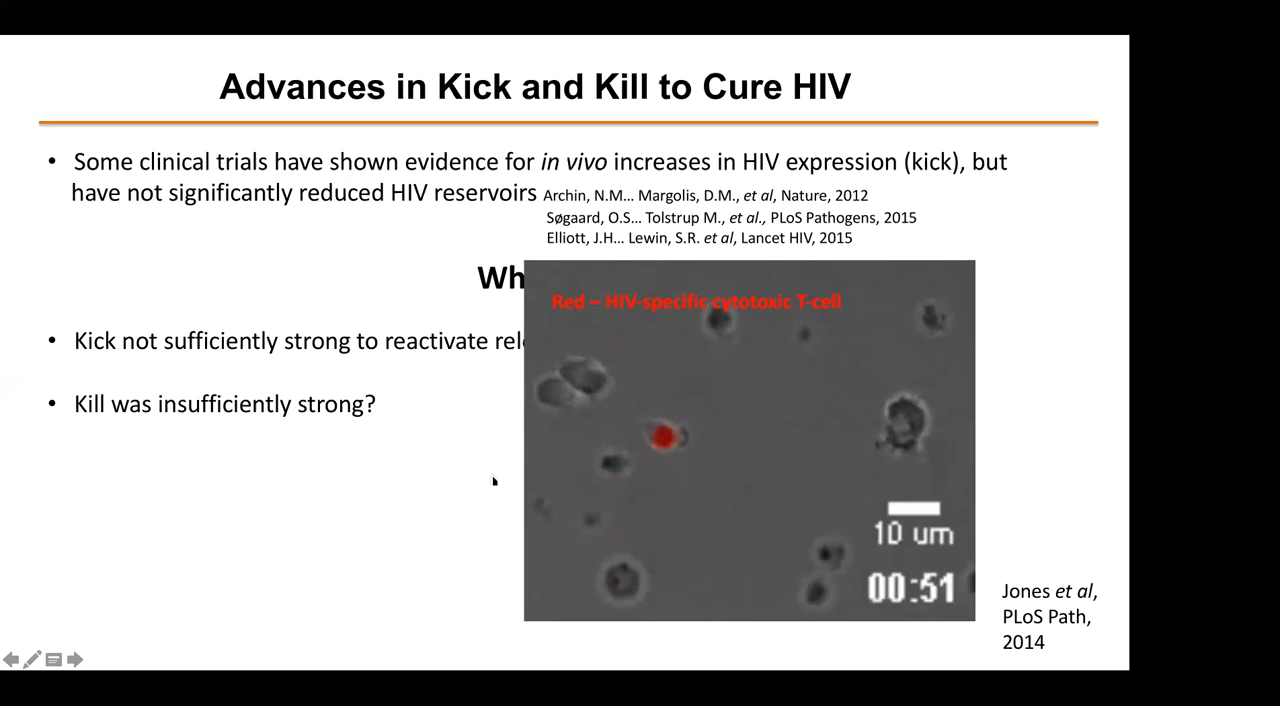 Advances in Kick and Kill to Cure HIV
• Some clinical trials have shown evidence for in vivo increases in HIV expression (kick), but
have not significantly reduced HIV reservoirs Archin, N.M... Margolis, D.M., et al, Nature, 2012
Søgaard, O.S... Tolstrup M., et al., PLoS Pathogens, 2015
Elliott, J.H... Lewin, S.R. et al, Lancet HIV, 2015
Wh
Red – HIV-specific cytotoxic T-cell
• Kick not sufficiently strong to reactivate rel
• Kill was insufficiently strong?
10 um
00:51
Jones et al,
PLoS Path,
2014